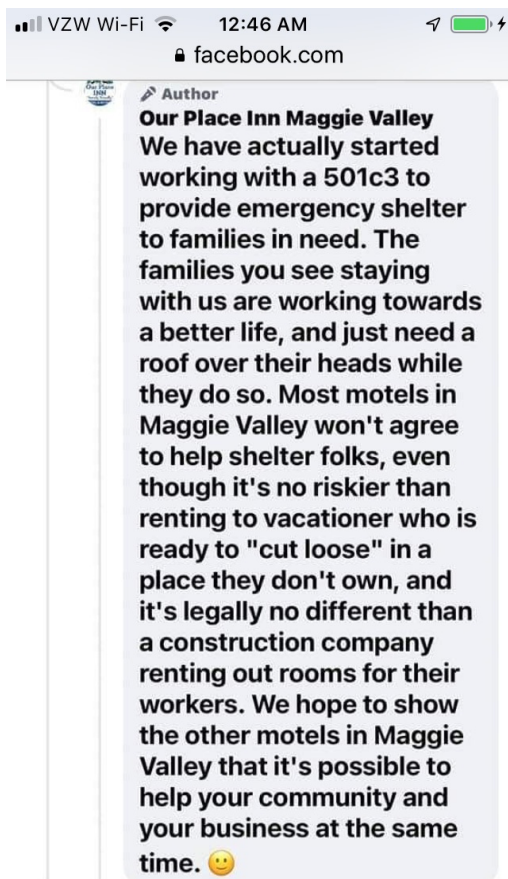 VZW Wi-Fi 12:46 AM
facebook.com
Our Place
INN
Author
Our Place Inn Maggie Valley
We have actually started
working with a 501c3 to
provide emergency shelter
to families in need. The
families you see staying
with us are working towards
a better life, and just need a
roof over their heads while
they do so. Most motels in
Maggie Valley won't agree
to help shelter folks, even
though it's no riskier than
renting to vacationer who is
ready to "cut loose" in a
place they don't own, and
it's legally no different than
a construction company
renting out rooms for their
workers. We hope to show
the other motels in Maggie
Valley that it's possible to
help your community and
your business at the same
time. 🙂